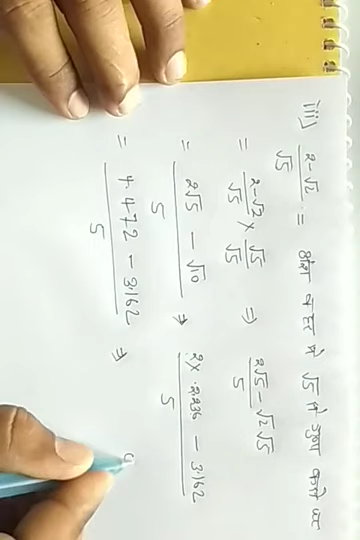 iii) (2-√2)/√5 = अंश व हर में √5 से गुणा करने पर
= (2-√2)/√5 × √5/√5 ⇒ (2√5 - √2√5)/5
= (2√5 - √10)/5 ⇒ (2×2.236 - 3.162)/5
= (4.472 - 3.162)/5 ⇒